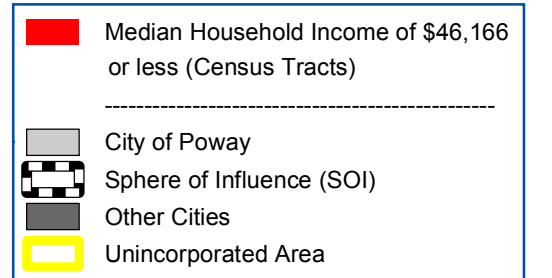 Median Household Income of $46,166
or less (Census Tracts)
-------------------------------------------------
City of Poway
Sphere of Influence (SOI)
Other Cities
Unincorporated Area